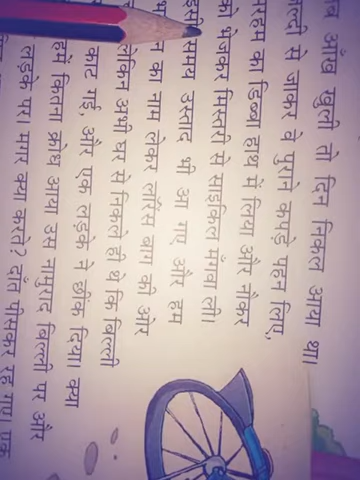 आँख खुली तो दिन निकल आया था।
जल्दी से जाकर वे पुराने कपड़े पहन लिए,
मरहम का डिब्बा हाथ में लिया और नौकर
को भेजकर मिस्तरी से साइकिल मंगवा ली।
इसी समय उस्ताद भी आ गए और हम
का नाम लेकर लॉरेंस बाग की ओर
लेकिन अभी घर से निकले ही थे कि बिल्ली
काट गई, और एक लड़के ने छींक दिया। क्या
हमें कितना क्रोध आया उस नामुराद बिल्ली पर और
लड़के पर! मगर क्या करते? दांत पीसकर रह गए। एक